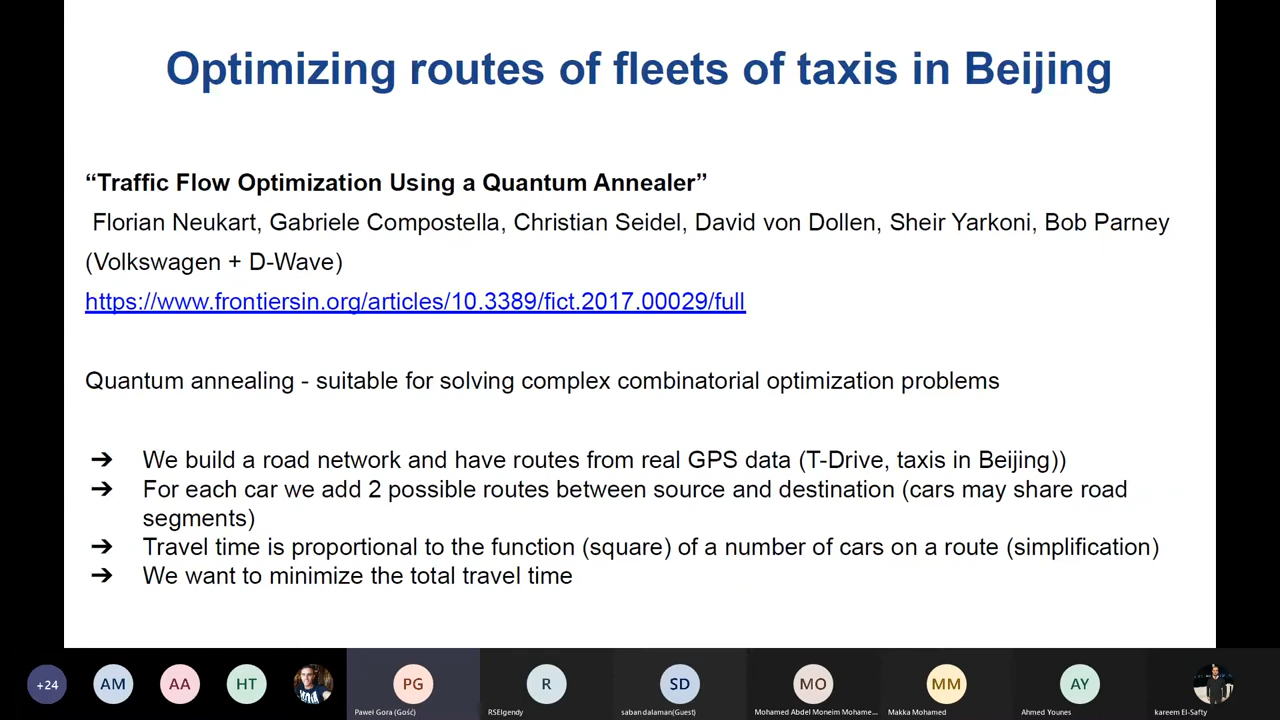 Optimizing routes of fleets of taxis in Beijing
“Traffic Flow Optimization Using a Quantum Annealer”
Florian Neukart, Gabriele Compostella, Christian Seidel, David von Dollen, Sheir Yarkoni, Bob Parney
(Volkswagen + D-Wave)
https://www.frontiersin.org/articles/10.3389/fict.2017.00029/full
Quantum annealing - suitable for solving complex combinatorial optimization problems
➔ We build a road network and have routes from real GPS data (T-Drive, taxis in Beijing))
➔ For each car we add 2 possible routes between source and destination (cars may share road
segments)
➔ Travel time is proportional to the function (square) of a number of cars on a route (simplification)
➔ We want to minimize the total travel time
+24 AM AA HT PG R SD MO MM AY
Paweł Gora (Gość) RSElgendy saban dalaman(Guest) Mohamed Abdel Moneim Mohame... Makka Mohamed Ahmed Younes kareem El-Safty